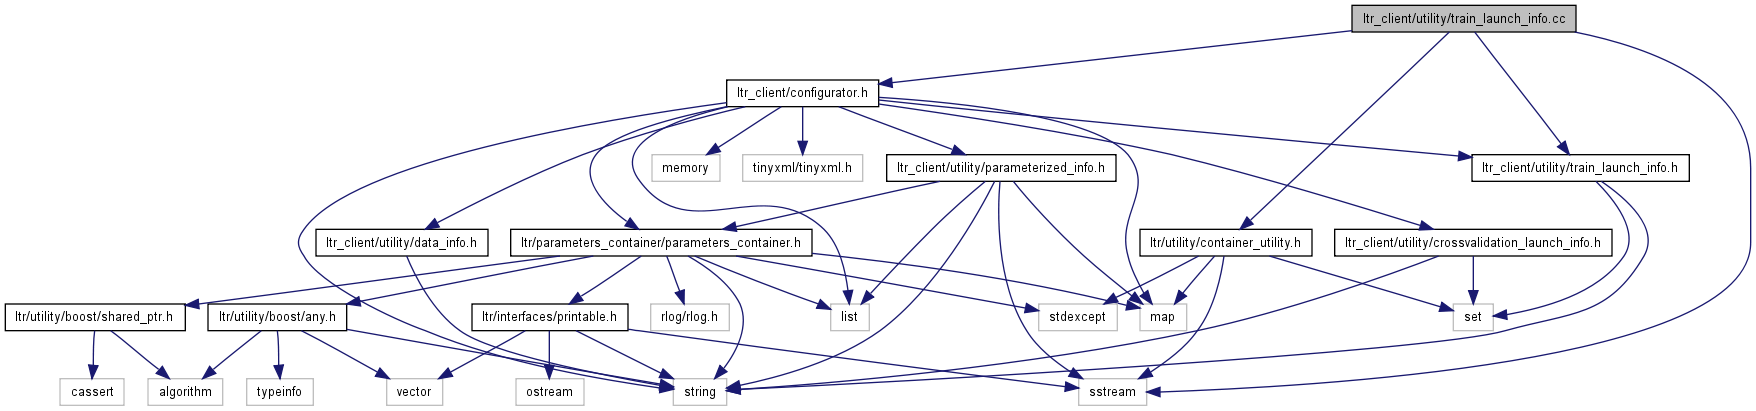 ltr_client/utility/train_launch_info.cc
ltr_client/configurator.h
memory
tinyxml/tinyxml.h
ltr_client/utility/parameterized_info.h
ltr_client/utility/train_launch_info.h
ltr_client/utility/data_info.h
ltr/parameters_container/parameters_container.h
ltr/utility/container_utility.h
ltr_client/utility/crossvalidation_launch_info.h
ltr/utility/boost/shared_ptr.h
ltr/utility/boost/any.h
ltr/interfaces/printable.h
rlog/rlog.h
list
stdexcept
map
set
cassert
algorithm
typeinfo
vector
ostream
string
sstream